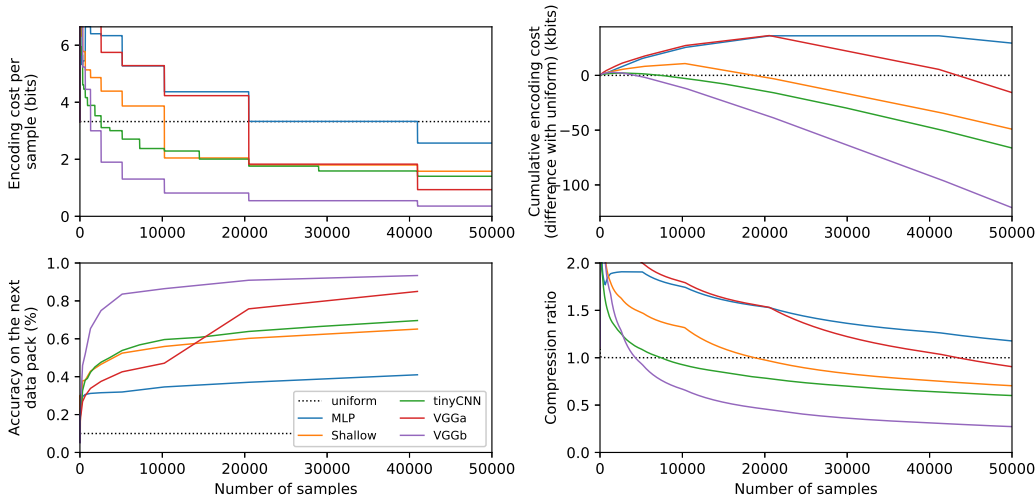 Encoding cost per
sample (bits)
6
4
2
0
0 10000 20000 30000 40000 50000
Cumulative encoding cost
(difference with uniform) (kbits)
0
−50
−100
0 10000 20000 30000 40000 50000
Accuracy on the next
data pack (%)
1.0
0.8
0.6
0.4
0.2
0.0
uniform
MLP
Shallow
tinyCNN
VGGa
VGGb
0 10000 20000 30000 40000 50000
Number of samples
Compression ratio
2.0
1.5
1.0
0.5
0.0
0 10000 20000 30000 40000 50000
Number of samples